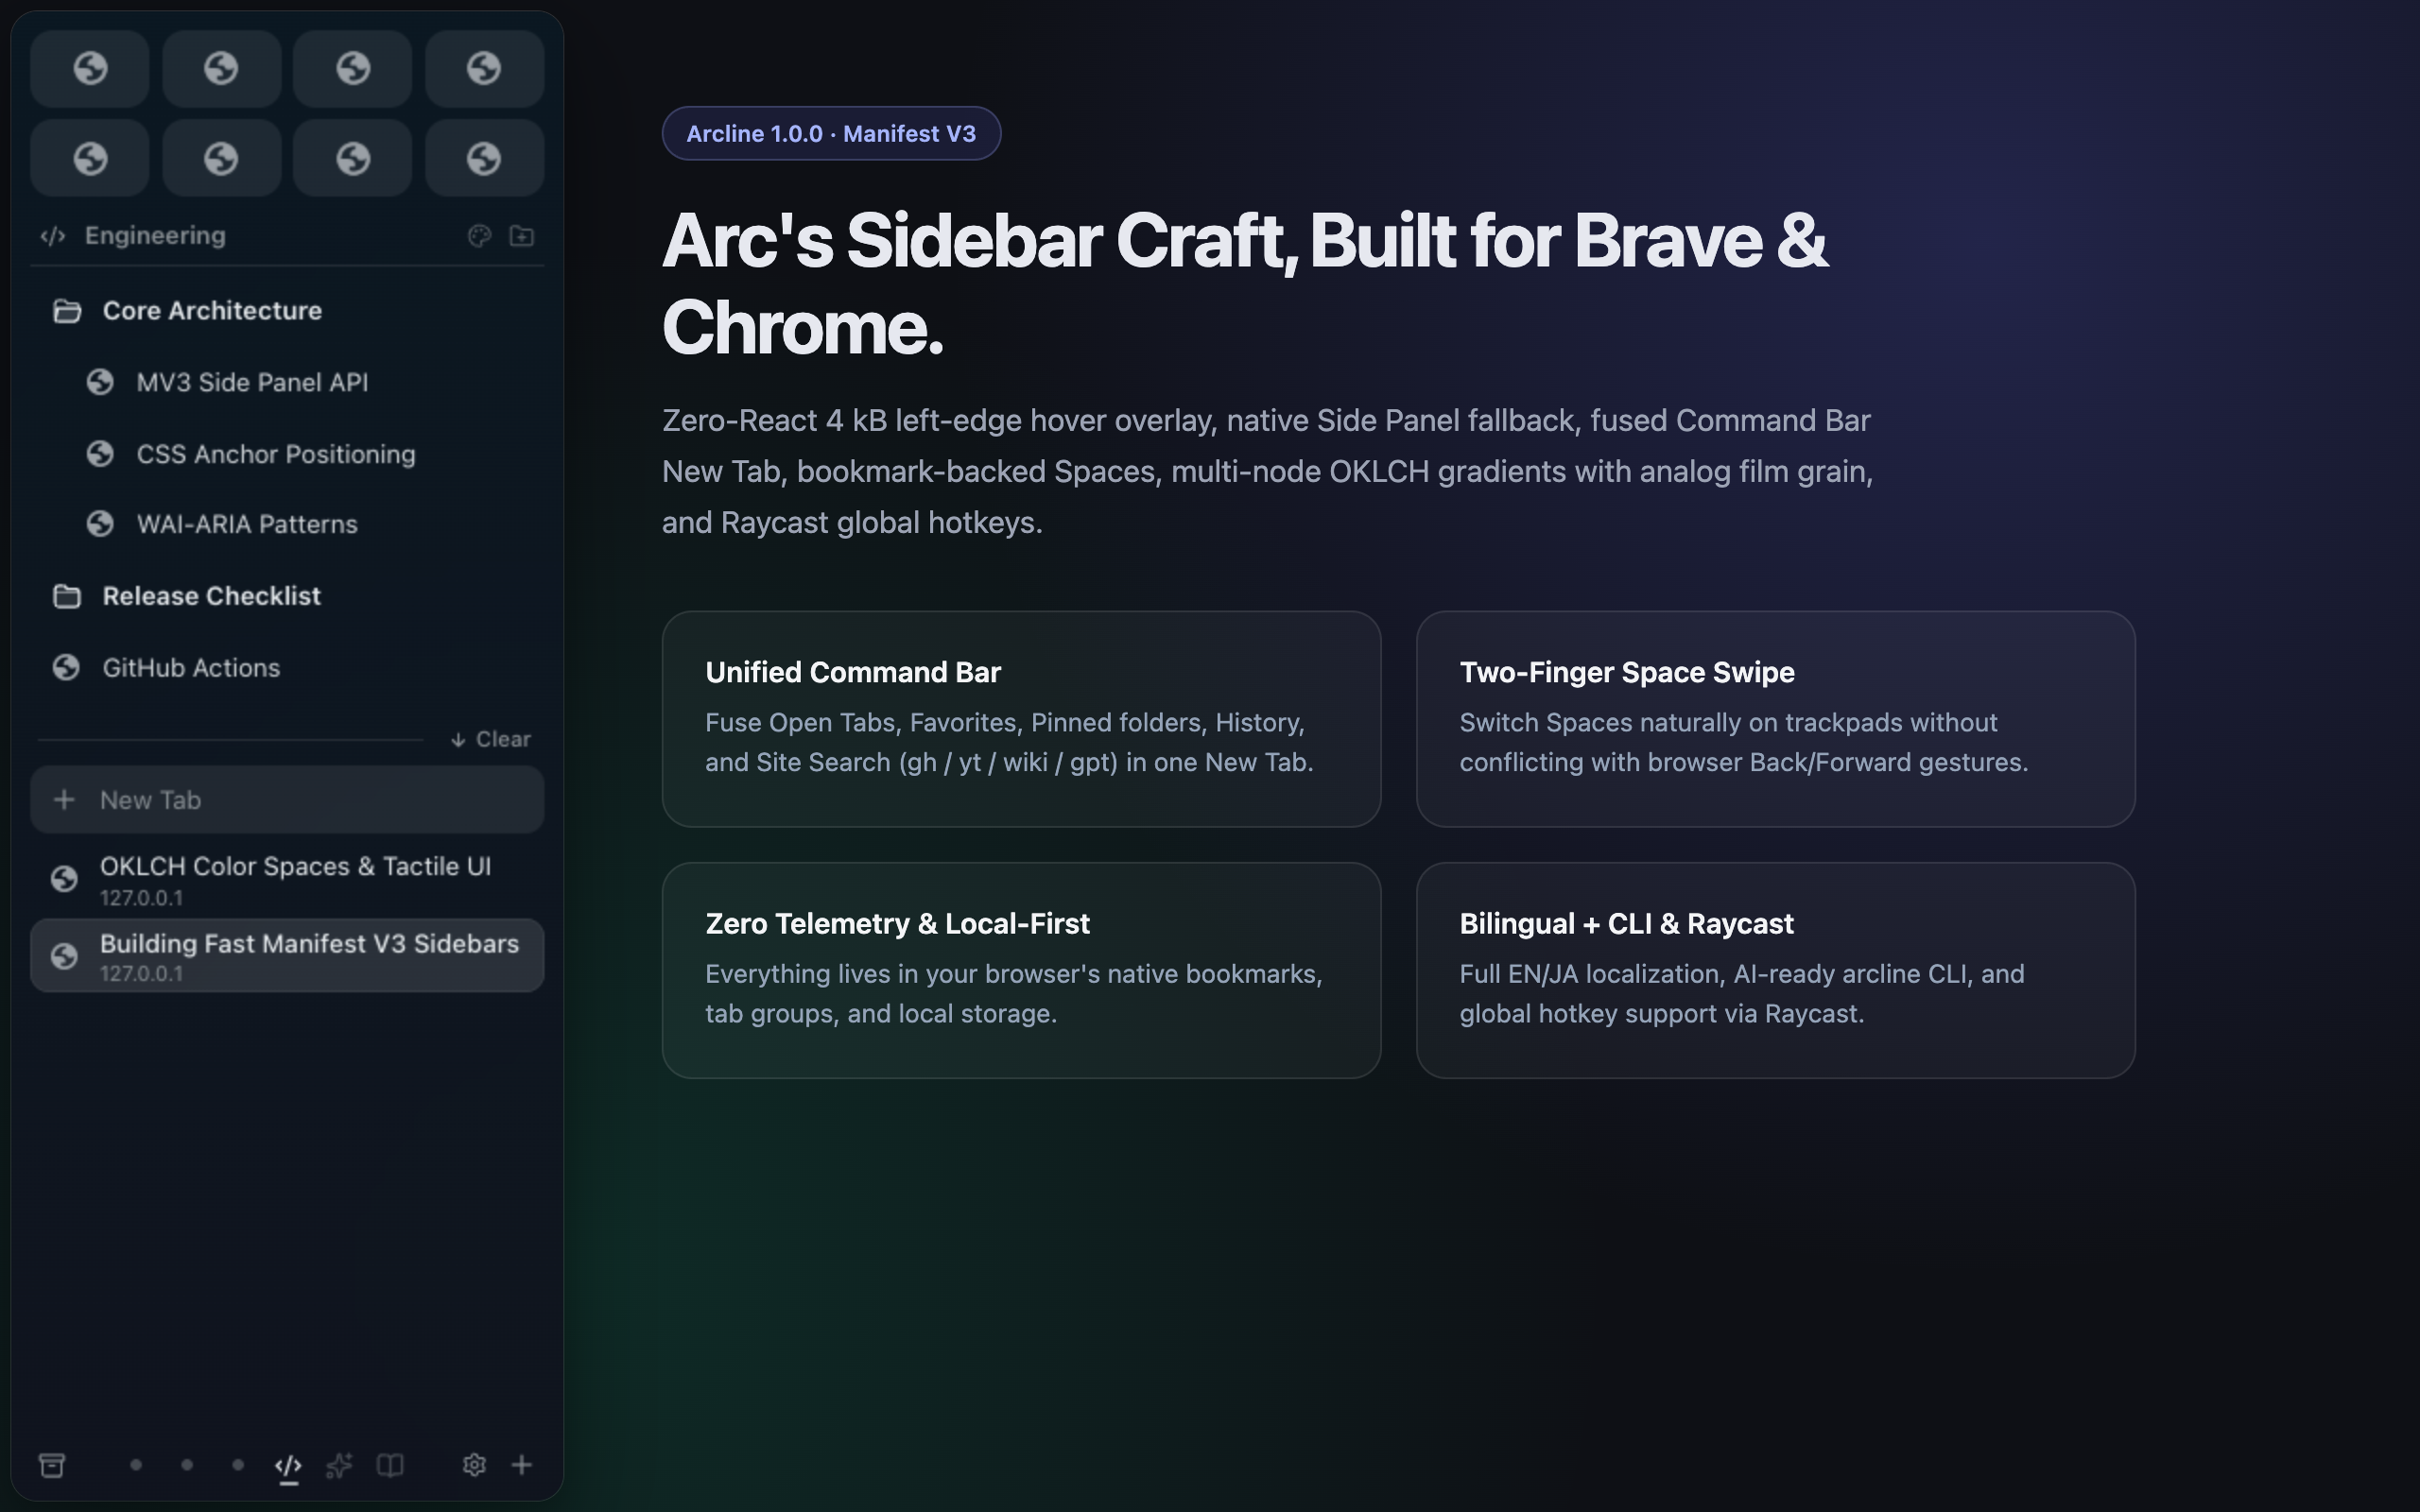 Engineering
Core Architecture
MV3 Side Panel API
CSS Anchor Positioning
WAI-ARIA Patterns
Release Checklist
GitHub Actions
Clear
New Tab
OKLCH Color Spaces & Tactile UI
127.0.0.1
Building Fast Manifest V3 Sidebars
127.0.0.1
Arcline 1.0.0 · Manifest V3
Arc's Sidebar Craft, Built for Brave &
Chrome.
Zero-React 4 kB left-edge hover overlay, native Side Panel fallback, fused Command Bar
New Tab, bookmark-backed Spaces, multi-node OKLCH gradients with analog film grain,
and Raycast global hotkeys.
Unified Command Bar
Fuse Open Tabs, Favorites, Pinned folders, History,
and Site Search (gh / yt / wiki / gpt) in one New Tab.
Two-Finger Space Swipe
Switch Spaces naturally on trackpads without
conflicting with browser Back/Forward gestures.
Zero Telemetry & Local-First
Everything lives in your browser's native bookmarks,
tab groups, and local storage.
Bilingual + CLI & Raycast
Full EN/JA localization, AI-ready arcline CLI, and
global hotkey support via Raycast.